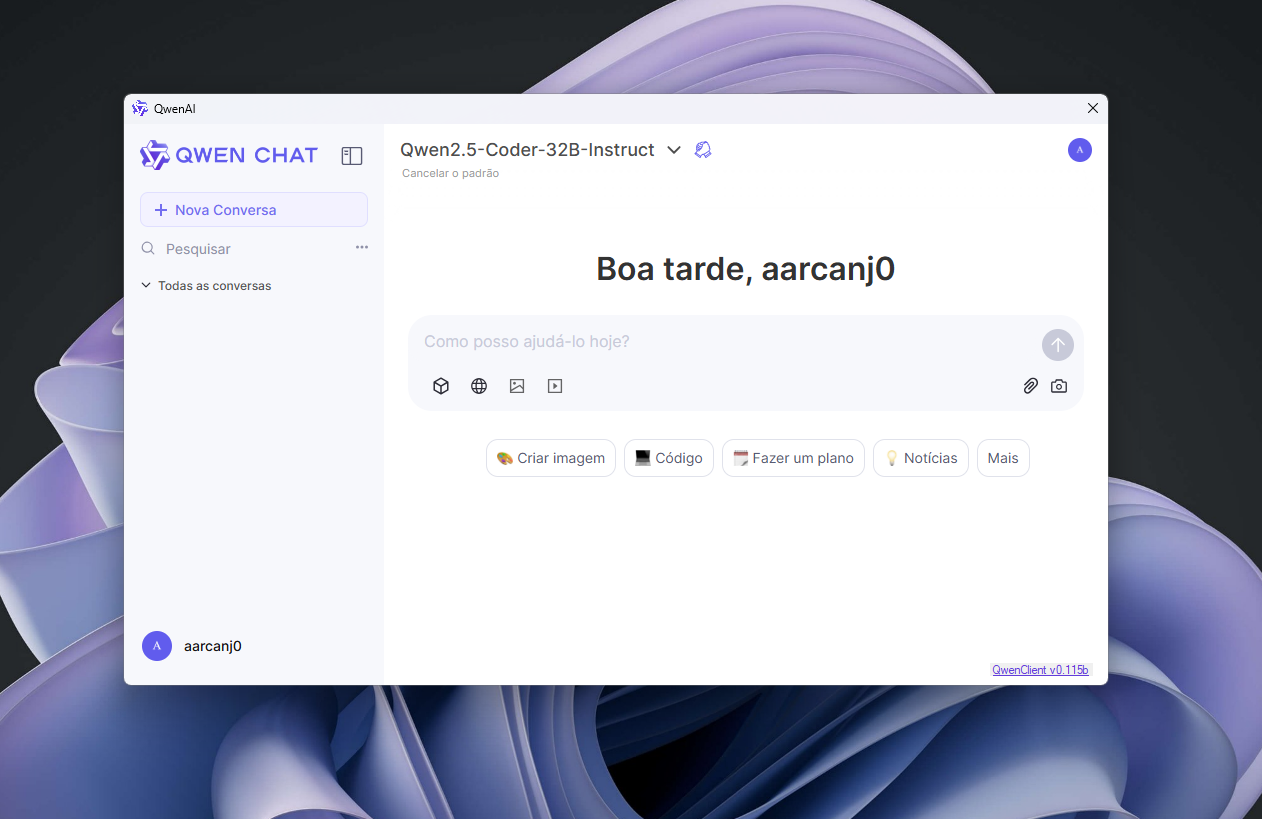 QwenAI
QWEN CHAT
Nova Conversa
Pesquisar
Todas as conversas
A aarcanj0
Qwen2.5-Coder-32B-Instruct
Cancelar o padrão
A
Boa tarde, aarcanj0
Como posso ajudá-lo hoje?
Criar imagem Código Fazer um plano Notícias Mais
QwenClient v0.115b